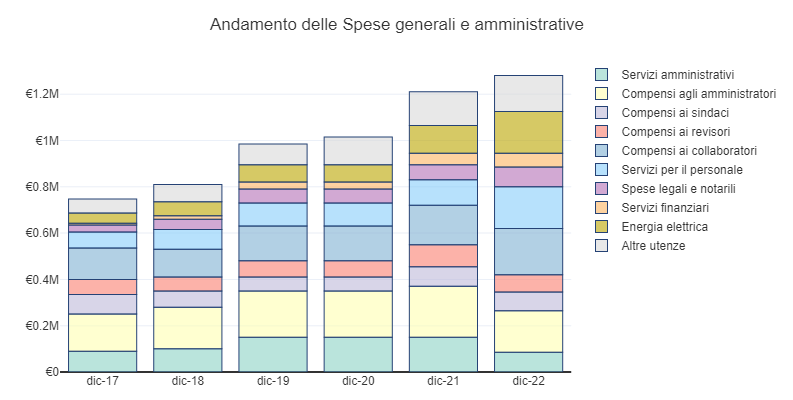 Andamento delle Spese generali e amministrative
€1.2M
€1M
€0.8M
€0.6M
€0.4M
€0.2M
€0
dic-17
dic-18
dic-19
dic-20
dic-21
dic-22
Servizi amministrativi
Compensi agli amministratori
Compensi ai sindaci
Compensi ai revisori
Compensi ai collaboratori
Servizi per il personale
Spese legali e notarili
Servizi finanziari
Energia elettrica
Altre utenze